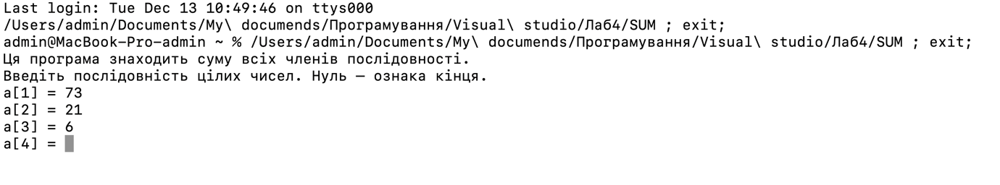 Last login: Tue Dec 13 10:49:46 on ttys000
/Users/admin/Documents/My\ documends/Програмування/Visual\ studio/Лаб4/SUM ; exit;
admin@MacBook-Pro-admin ~ % /Users/admin/Documents/My\ documends/Програмування/Visual\ studio/Лаб4/SUM ; exit;
Ця програма знаходить суму всіх членів послідовності.
Введіть послідовність цілих чисел. Нуль — ознака кінця.
a[1] = 73
a[2] = 21
a[3] = 6
a[4] =